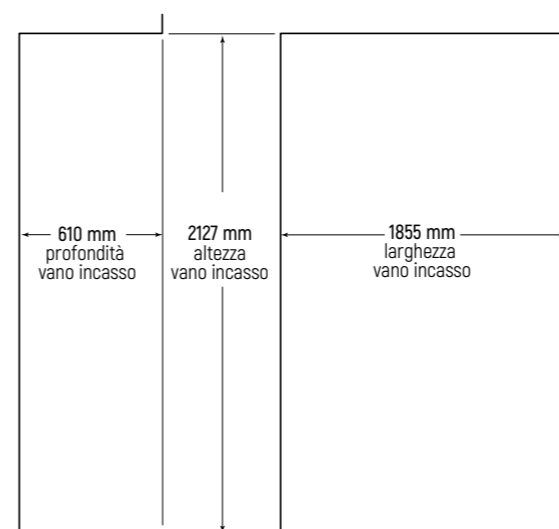 610 mm
profondità
vano incasso
2127 mm
altezza
vano incasso
1855 mm
larghezza
vano incasso